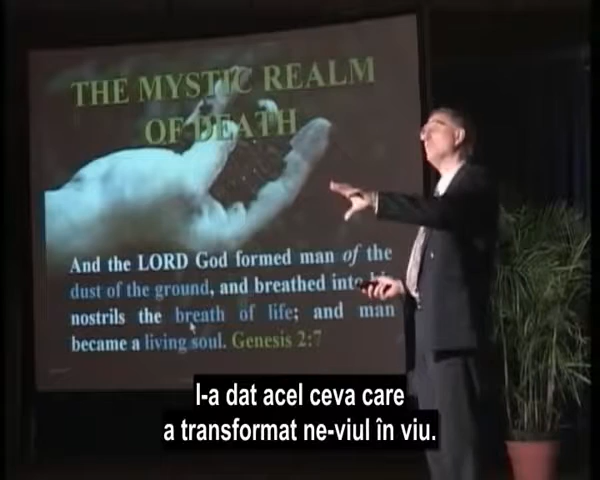 THE MYSTIC REALM
OF DEATH
And the LORD God formed man of the
dust of the ground, and breathed into his
nostrils the breath of life; and man
became a living soul. Genesis 2:7
I-a dat acel ceva care
a transformat ne-viul în viu.